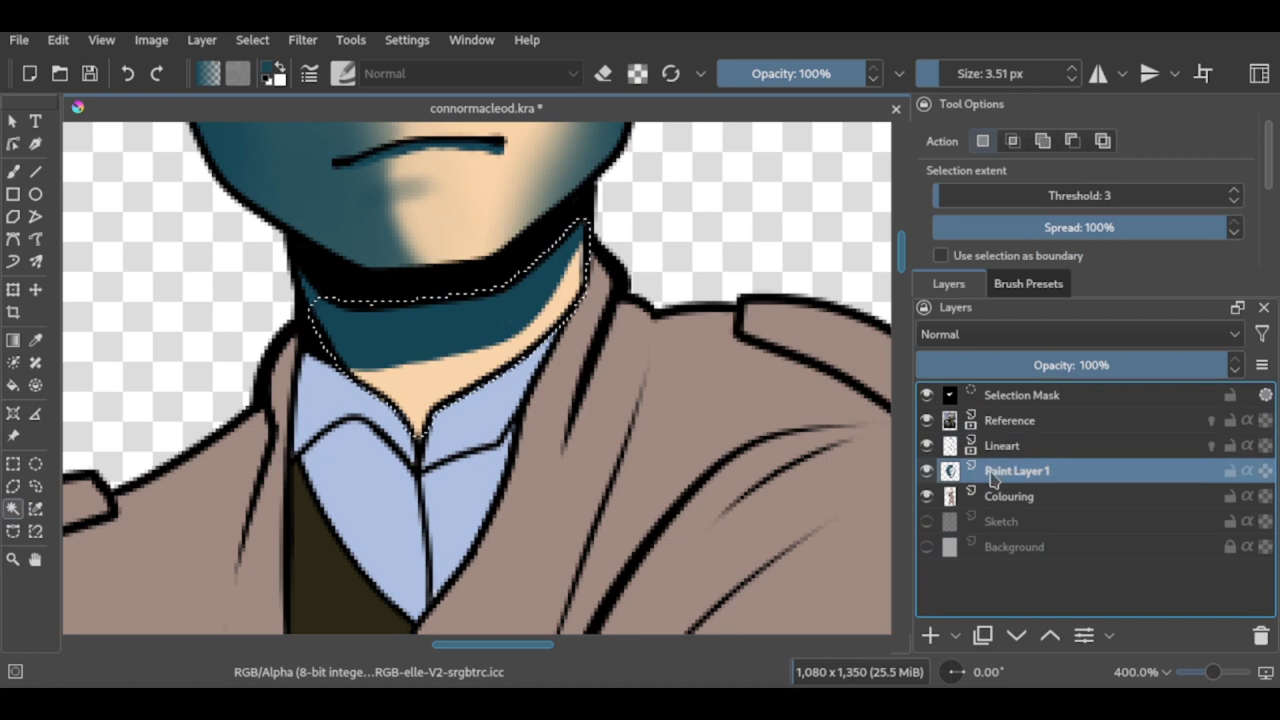 File Edit View Image Layer Select Filter Tools Settings Window Help
Normal Opacity: 100% Size: 3.51 px
connormacleod.kra *
Tool Options
Action
Selection extent
Threshold: 3
Spread: 100%
Use selection as boundary
Layers Brush Presets
Layers
Normal
Opacity: 100%
Selection Mask
Reference
Lineart
Paint Layer 1
Colouring
Sketch
Background
RGB/Alpha (8-bit intege...RGB-elle-V2-srgbtrc.icc 1,080 x 1,350 (25.5 MiB) 0.00° 400.0%